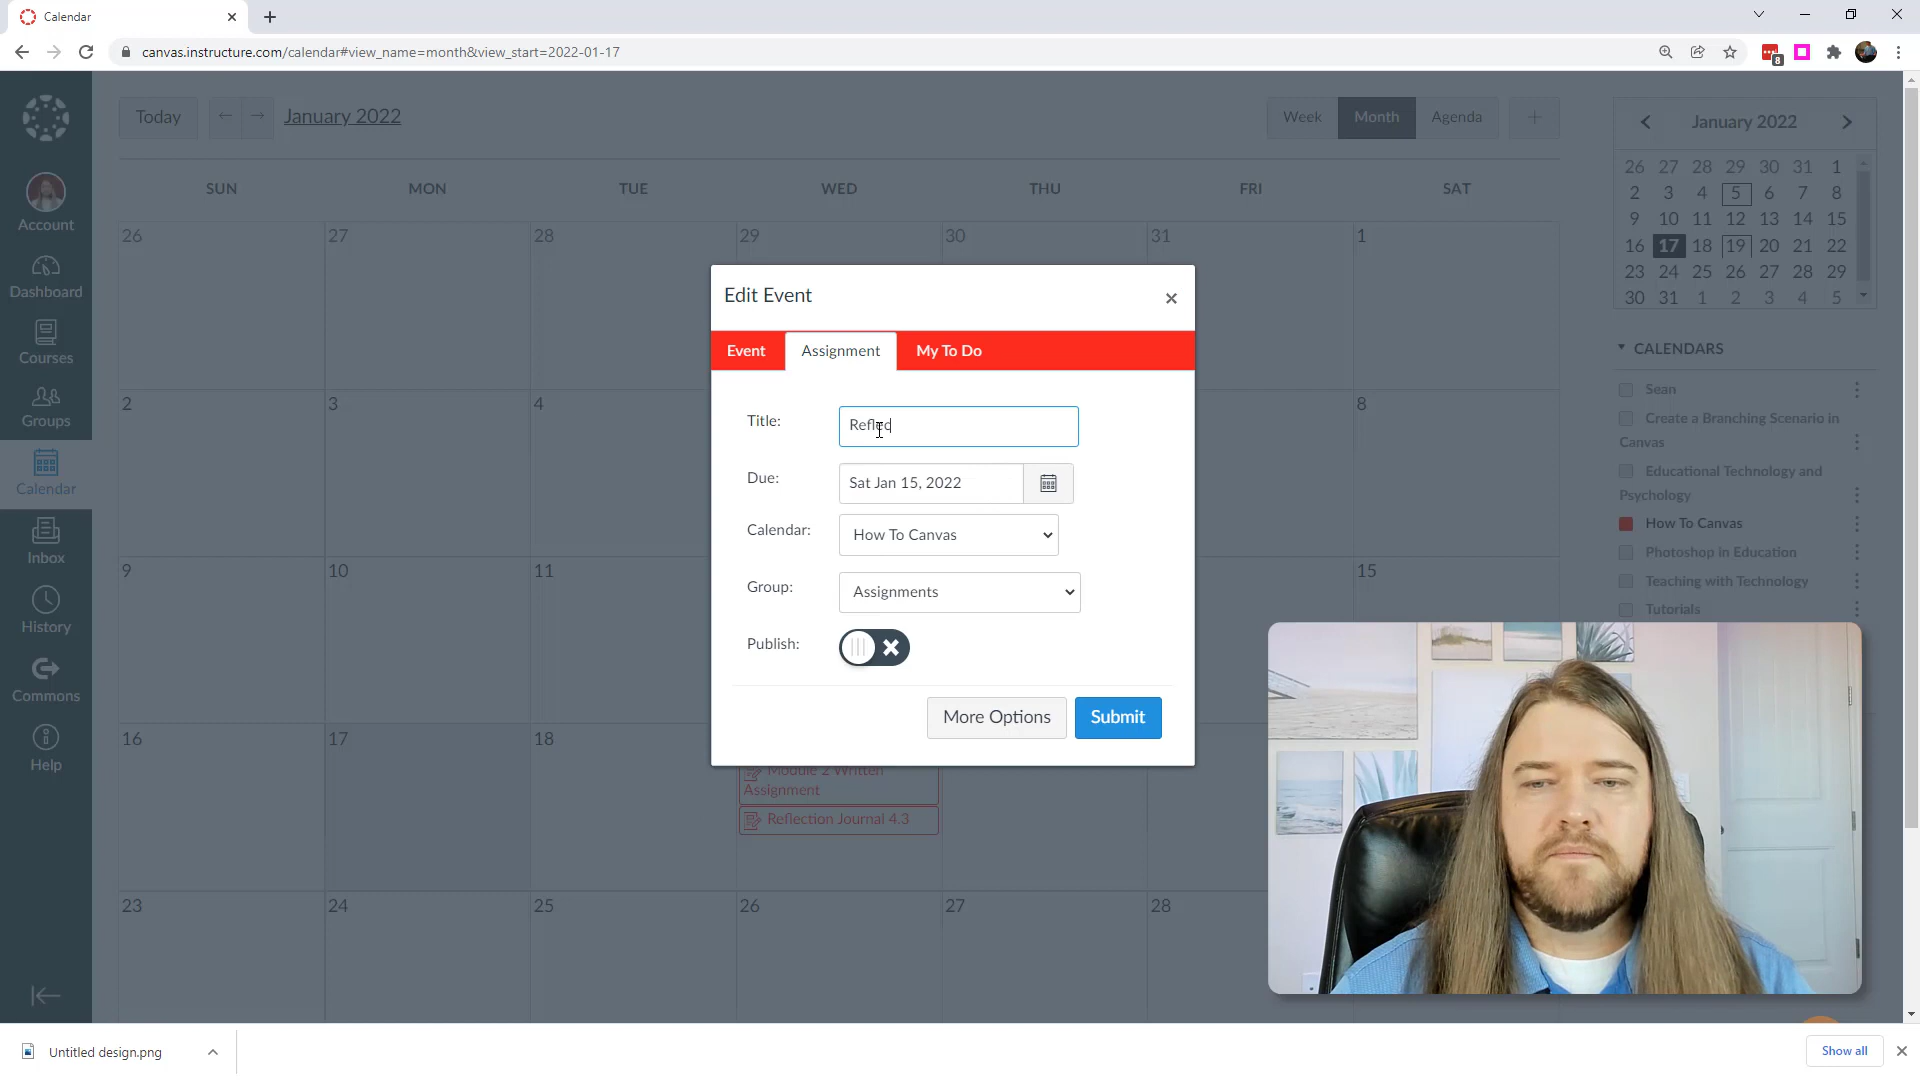 Calendar
canvas.instructure.com/calendar#view_name=month&view_start=2022-01-17
8
Today
January 2022
Week
Month
Agenda
January 2022
SUN
MON
TUE
WED
THU
FRI
SAT
26 27 28 29 30 31 1
2 3 4 5 6 7 8
9 10 11 12 13 14 15
16 17 18 19 20 21 22
23 24 25 26 27 28 29
30 31 1 2 3 4 5
Account
Dashboard
Courses
Groups
Calendar
Inbox
History
Commons
Help
26
27
28
29
30
31
1
2
3
4
8
9
10
11
15
16
17
18
Module 2 Written
Assignment
Reflection Journal 4.3
23
24
25
26
27
28
Edit Event
Event
Assignment
My To Do
Title:
Reflec
Due:
Sat Jan 15, 2022
Calendar:
How To Canvas
Group:
Assignments
Publish:
More Options
Submit
CALENDARS
Sean
Create a Branching Scenario in
Canvas
Educational Technology and
Psychology
How To Canvas
Photoshop in Education
Teaching with Technology
Tutorials
Untitled design.png
Show all